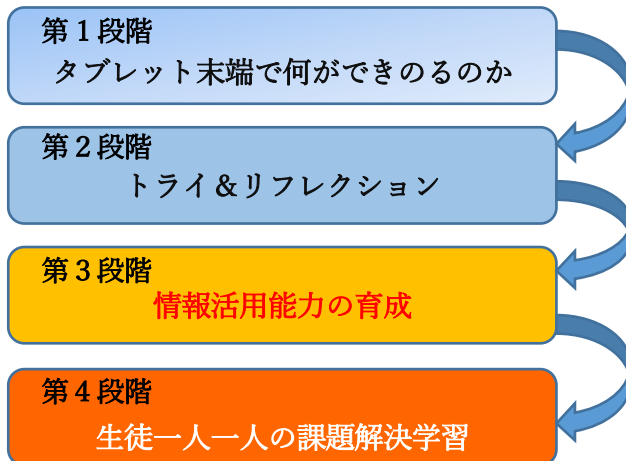 第１段階
タブレット末端で何ができのるのか
第２段階
トライ＆リフレクション
第３段階
情報活用能力の育成
第４段階
生徒一人一人の課題解決学習